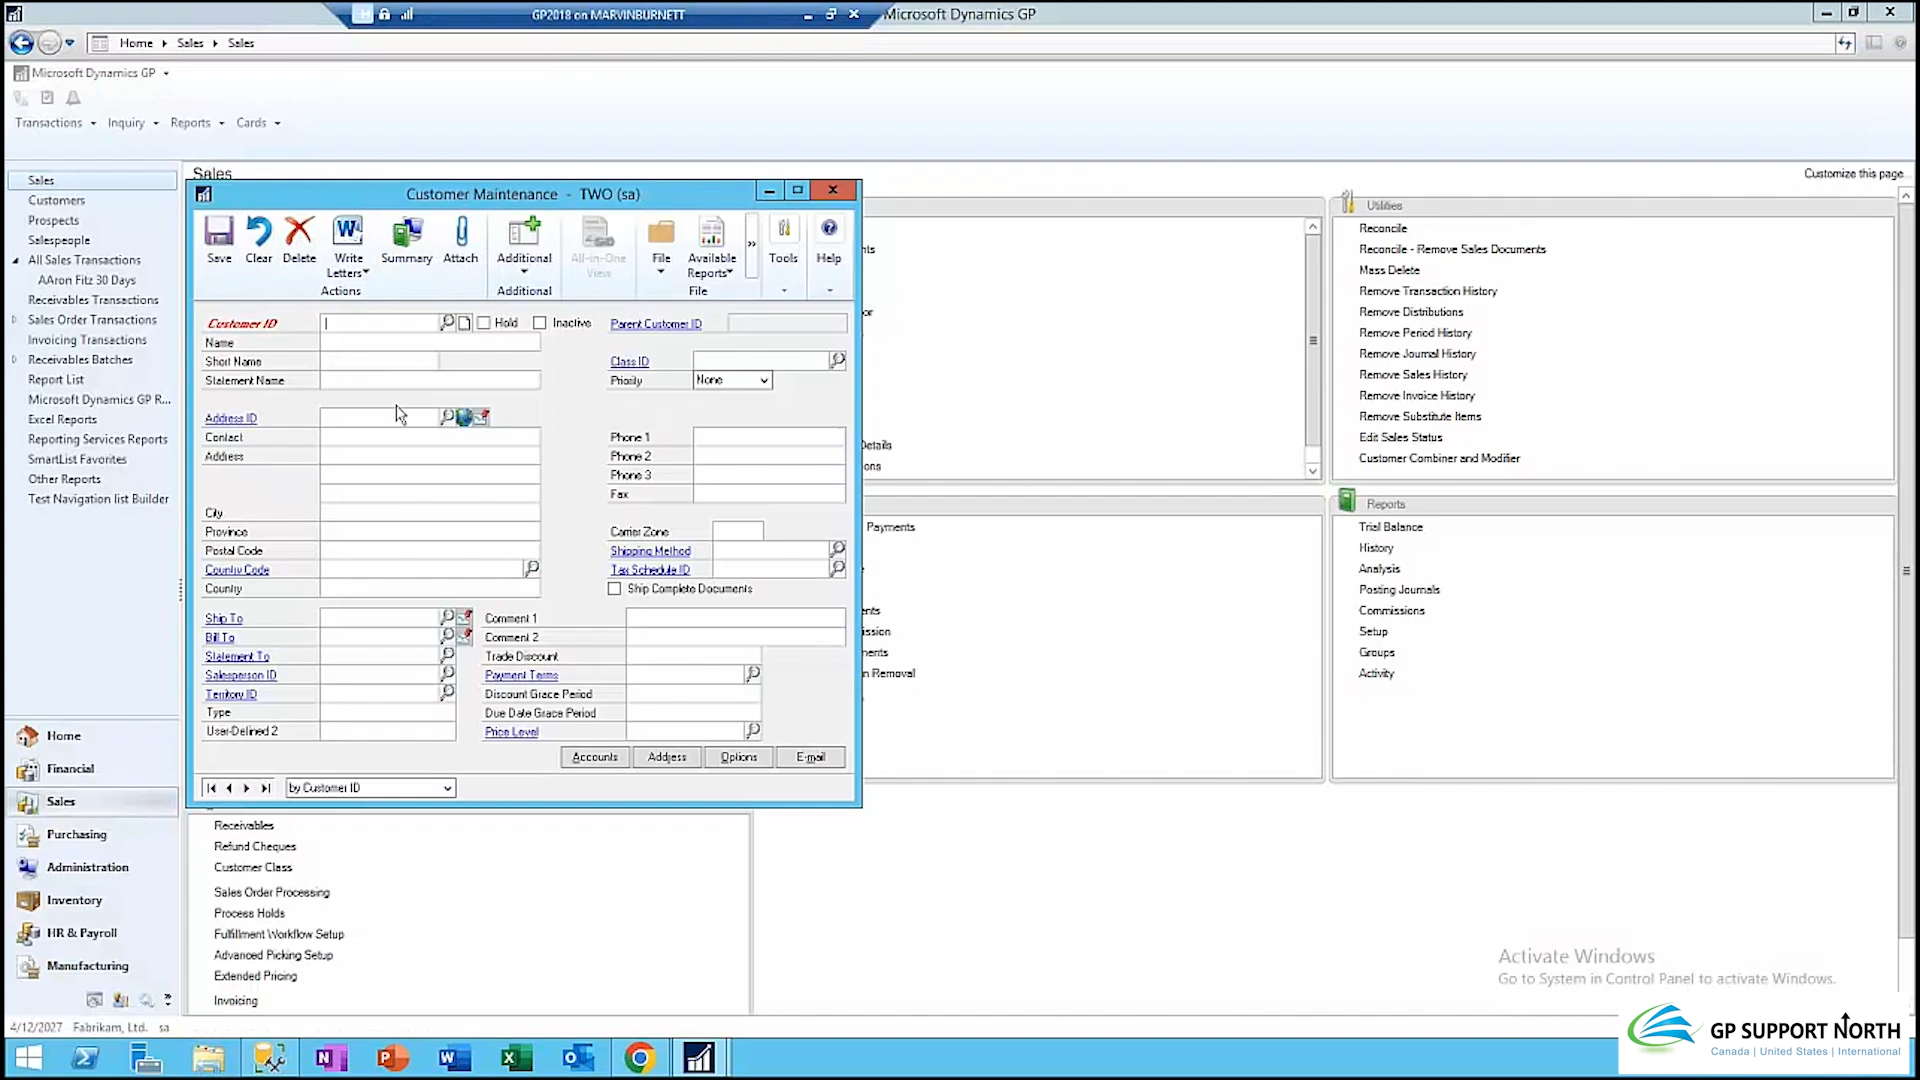 GP2018 on MARVINBURNETT
Microsoft Dynamics GP
Home Sales Sales
Microsoft Dynamics GP
Transactions Inquiry Reports Cards
Sales
Customers
Prospects
Salespeople
All Sales Transactions
AAron Fitz 30 Days
Receivables Transactions
Sales Order Transactions
Invoicing Transactions
Receivables Batches
Report List
Microsoft Dynamics GP R...
Excel Reports
Reporting Services Reports
SmartList Favorites
Other Reports
Test Navigation list Builder
Home
Financial
Sales
Purchasing
Administration
Inventory
HR & Payroll
Manufacturing
Sales
Customize this page...
Customer Maintenance - TWO (sa)
Save
Clear
Delete
Write Letters
Summary
Attach
Additional
All-in-One View
File
Available Reports
Tools
Help
Actions
Additional
File
Customer ID
Hold
Inactive
Parent Customer ID
Name
Short Name
Class ID
Statement Name
Priority
None
Address ID
Contact
Phone 1
Address
Phone 2
Phone 3
Fax
City
Province
Carrier Zone
Postal Code
Shipping Method
Country Code
Tax Schedule ID
County
Ship Complete Documents
Ship To
Comment 1
Bill To
Comment 2
Statement To
Trade Discount
Salesperson ID
Payment Terms
Territory ID
Discount Grace Period
Type
Due Date Grace Period
User-Defined 2
Price Level
Accounts
Address
Options
E-mail
by Customer ID
nts
or
Details
ons
Payments
nts
ission
ments
n Removal
Utilities
Reconcile
Reconcile - Remove Sales Documents
Mass Delete
Remove Transaction History
Remove Distributions
Remove Period History
Remove Journal History
Remove Sales History
Remove Invoice History
Remove Substitute Items
Edit Sales Status
Customer Combiner and Modifier
Reports
Trial Balance
History
Analysis
Posting Journals
Commissions
Setup
Groups
Activity
Receivables
Refund Cheques
Customer Class
Sales Order Processing
Process Holds
Fulfillment Workflow Setup
Advanced Picking Setup
Extended Pricing
Invoicing
Activate Windows
Go to System in Control Panel to activate Windows.
4/12/2027 Fabrikam, Ltd. sa
GP SUPPORT NORTH
Canada | United States | International